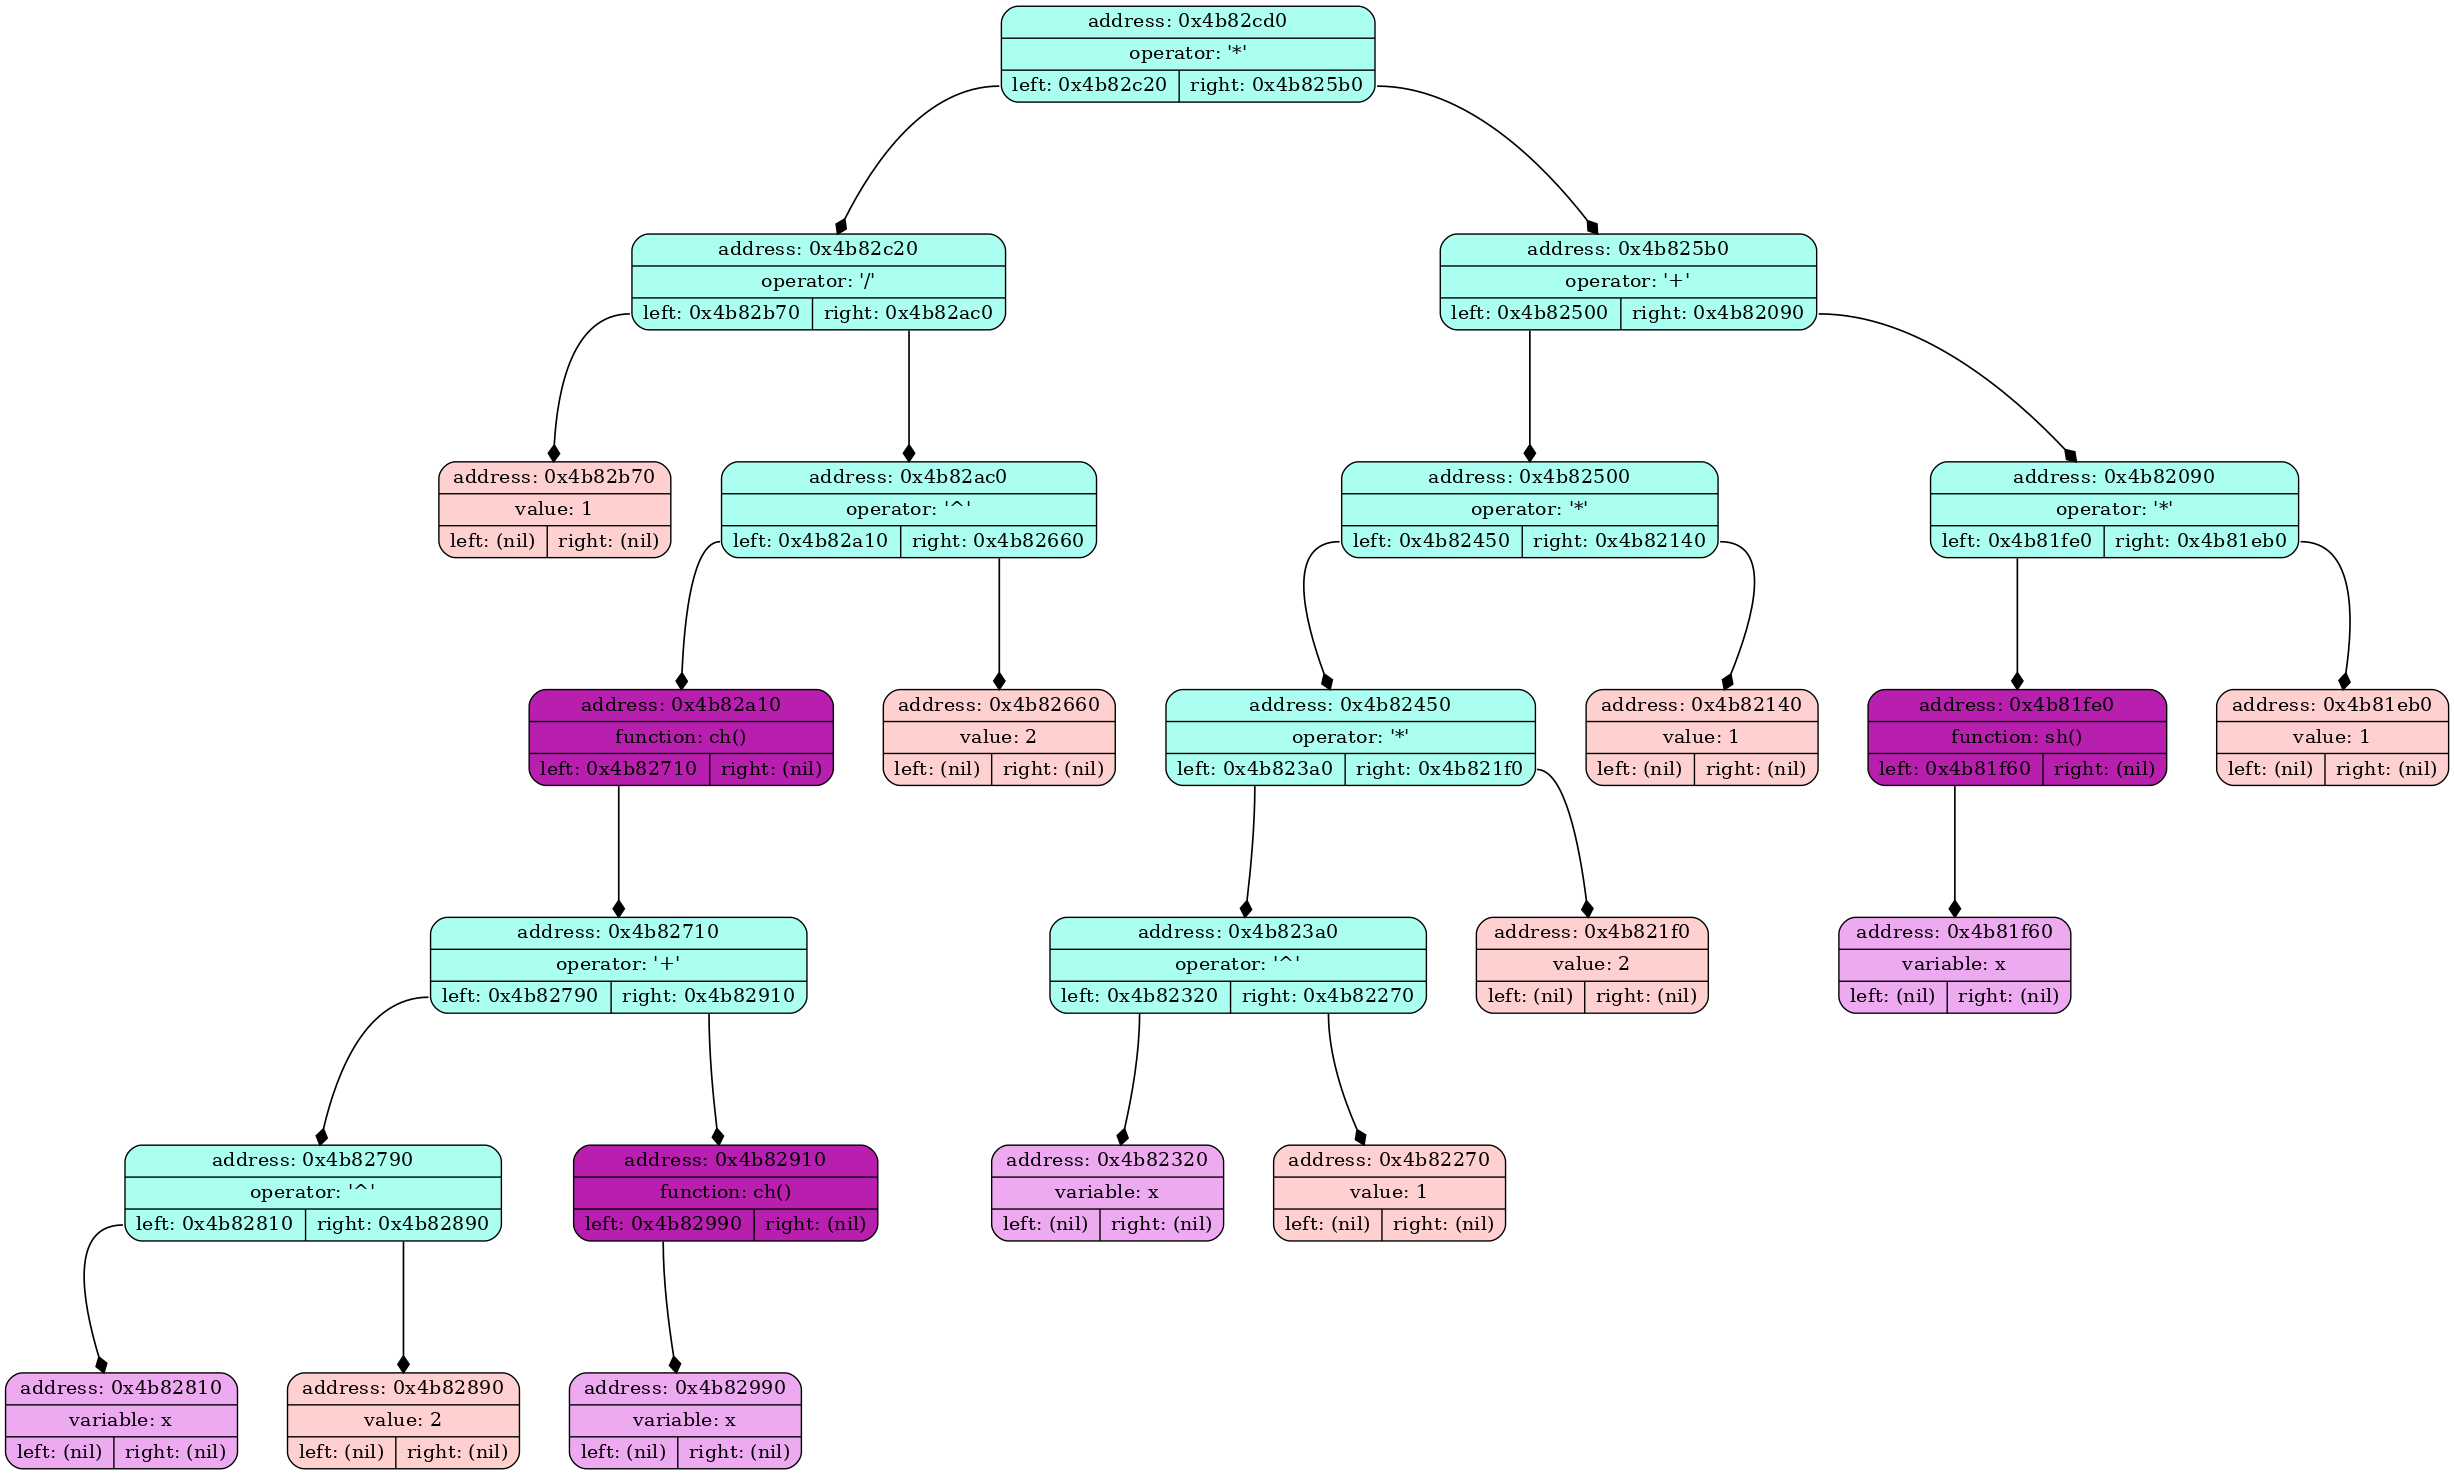 address: 0x4b82cd0
operator: '*'
left: 0x4b82c20 right: 0x4b825b0
address: 0x4b82c20
operator: '/'
left: 0x4b82b70 right: 0x4b82ac0
address: 0x4b825b0
operator: '+'
left: 0x4b82500 right: 0x4b82090
address: 0x4b82b70
value: 1
left: (nil) right: (nil)
address: 0x4b82ac0
operator: '^'
left: 0x4b82a10 right: 0x4b82660
address: 0x4b82500
operator: '*'
left: 0x4b82450 right: 0x4b82140
address: 0x4b82090
operator: '*'
left: 0x4b81fe0 right: 0x4b81eb0
address: 0x4b82a10
function: ch()
left: 0x4b82710 right: (nil)
address: 0x4b82660
value: 2
left: (nil) right: (nil)
address: 0x4b82450
operator: '*'
left: 0x4b823a0 right: 0x4b821f0
address: 0x4b82140
value: 1
left: (nil) right: (nil)
address: 0x4b81fe0
function: sh()
left: 0x4b81f60 right: (nil)
address: 0x4b81eb0
value: 1
left: (nil) right: (nil)
address: 0x4b82710
operator: '+'
left: 0x4b82790 right: 0x4b82910
address: 0x4b823a0
operator: '^'
left: 0x4b82320 right: 0x4b82270
address: 0x4b821f0
value: 2
left: (nil) right: (nil)
address: 0x4b81f60
variable: x
left: (nil) right: (nil)
address: 0x4b82790
operator: '^'
left: 0x4b82810 right: 0x4b82890
address: 0x4b82910
function: ch()
left: 0x4b82990 right: (nil)
address: 0x4b82320
variable: x
left: (nil) right: (nil)
address: 0x4b82270
value: 1
left: (nil) right: (nil)
address: 0x4b82810
variable: x
left: (nil) right: (nil)
address: 0x4b82890
value: 2
left: (nil) right: (nil)
address: 0x4b82990
variable: x
left: (nil) right: (nil)